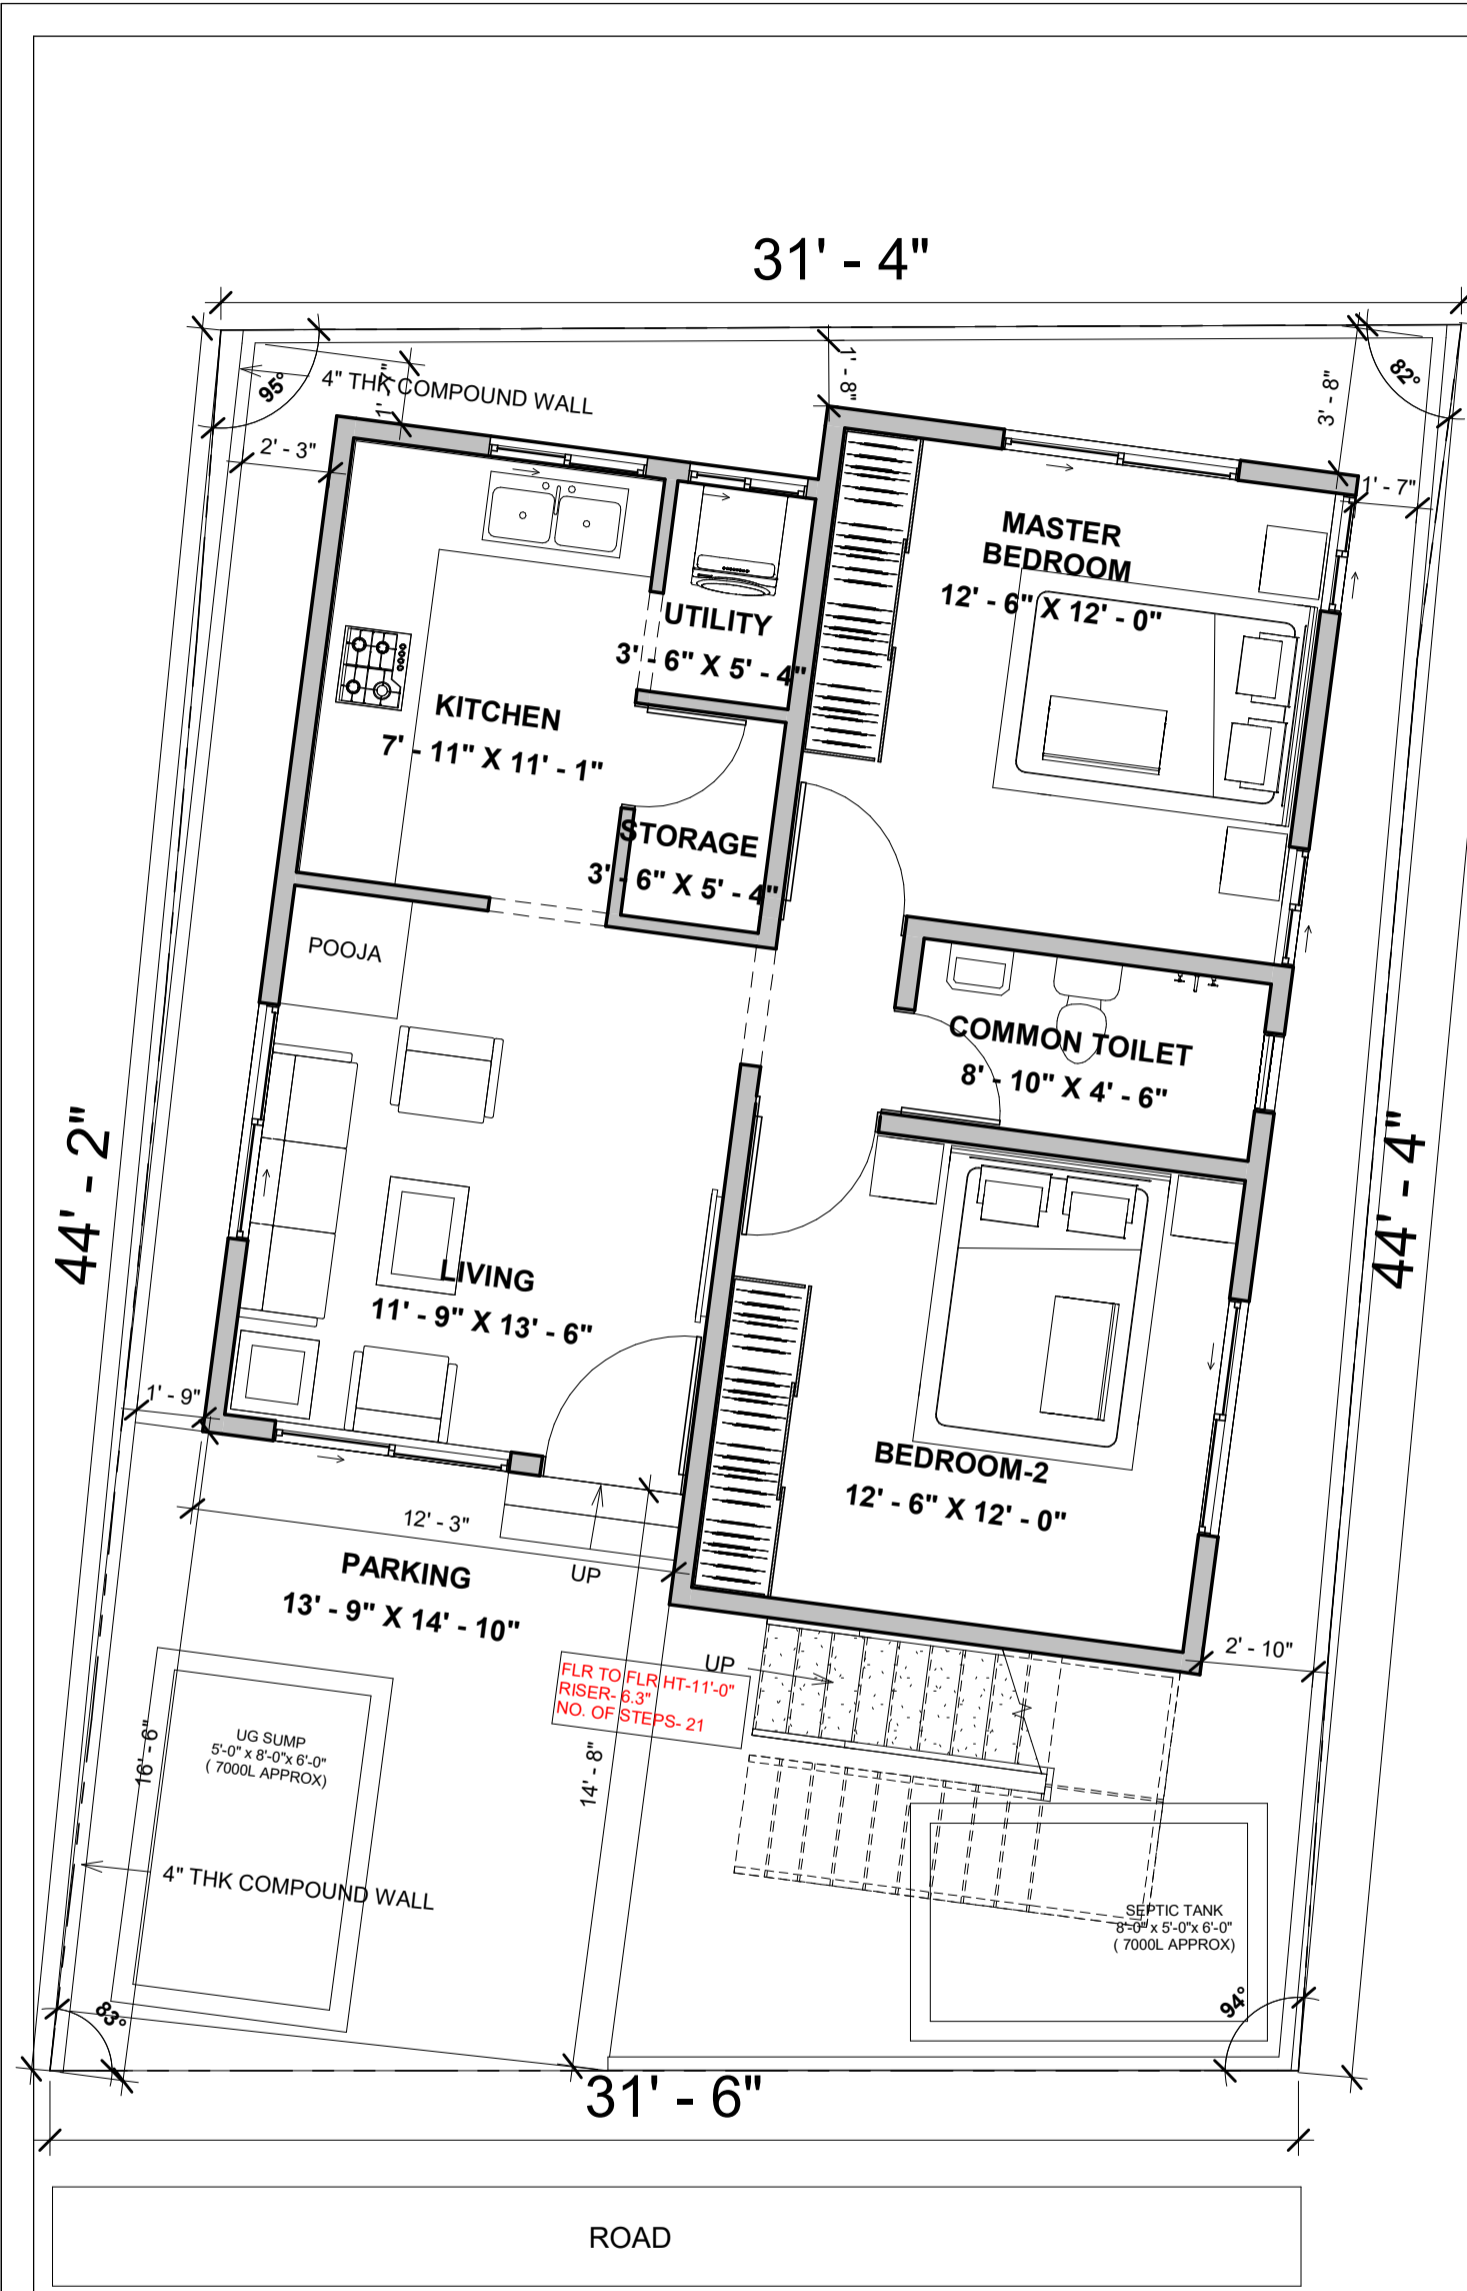 31' - 4"
95°
4" THK COMPOUND WALL
1' - 7"
1' - 8"
3' - 8"
82°
2' - 3"
1' - 7"
MASTER
BEDROOM
12' - 6" X 12' - 0"
UTILITY
3' - 6" X 5' - 4"
KITCHEN
7' - 11" X 11' - 1"
STORAGE
3' - 6" X 5' - 4"
POOJA
COMMON TOILET
8' - 10" X 4' - 6"
44' - 2"
44' - 4"
LIVING
11' - 9" X 13' - 6"
1' - 9"
BEDROOM-2
12' - 6" X 12' - 0"
12' - 3"
UP
PARKING
13' - 9" X 14' - 10"
2' - 10"
UP
FLR TO FLR HT-11'-0"
RISER- 6.3"
NO. OF STEPS- 21
16' - 6"
UG SUMP
5'-0" x 8'-0"x 6'-0"
( 7000L APPROX)
14' - 8"
4" THK COMPOUND WALL
SEPTIC TANK
8'-0" x 5'-0"x 6'-0"
( 7000L APPROX)
83°
94°
31' - 6"
ROAD